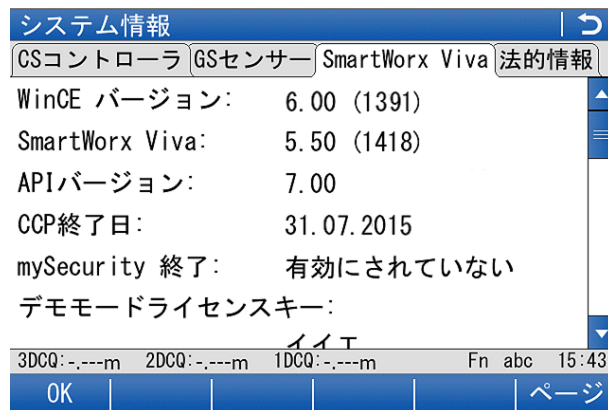 システム情報
CSコントローラ GSセンサー SmartWorx Viva 法的情報
WinCE バージョン: 6.00 (1391)
SmartWorx Viva: 5.50 (1418)
APIバージョン: 7.00
CCP終了日: 31.07.2015
mySecurity 終了: 有効にされていない
デモモードライセンスキー:
イイエ
3DCQ:-.---m 2DCQ:-.---m 1DCQ:-.---m Fn abc 15:43
OK ページ